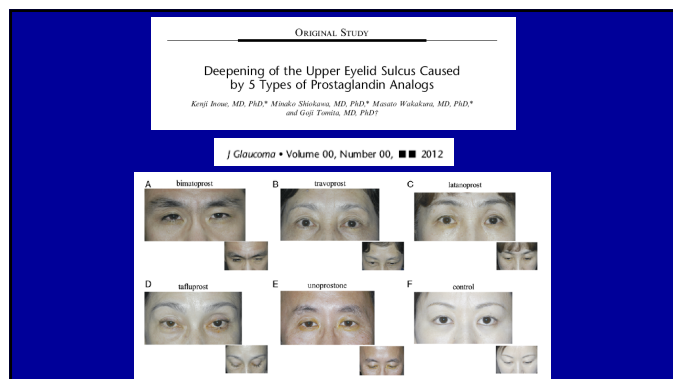 ORIGINAL STUDY
Deepening of the Upper Eyelid Sulcus Caused
by 5 Types of Prostaglandin Analogs
Kenji Inoue, MD, PhD,* Minako Shiokawa, MD, PhD,* Masato Wakakura, MD, PhD,*
and Goji Tomita, MD, PhD†
J Glaucoma • Volume 00, Number 00, ■■ 2012
A bimatoprost
B travoprost
C latanoprost
D tafluprost
E unoprostone
F control